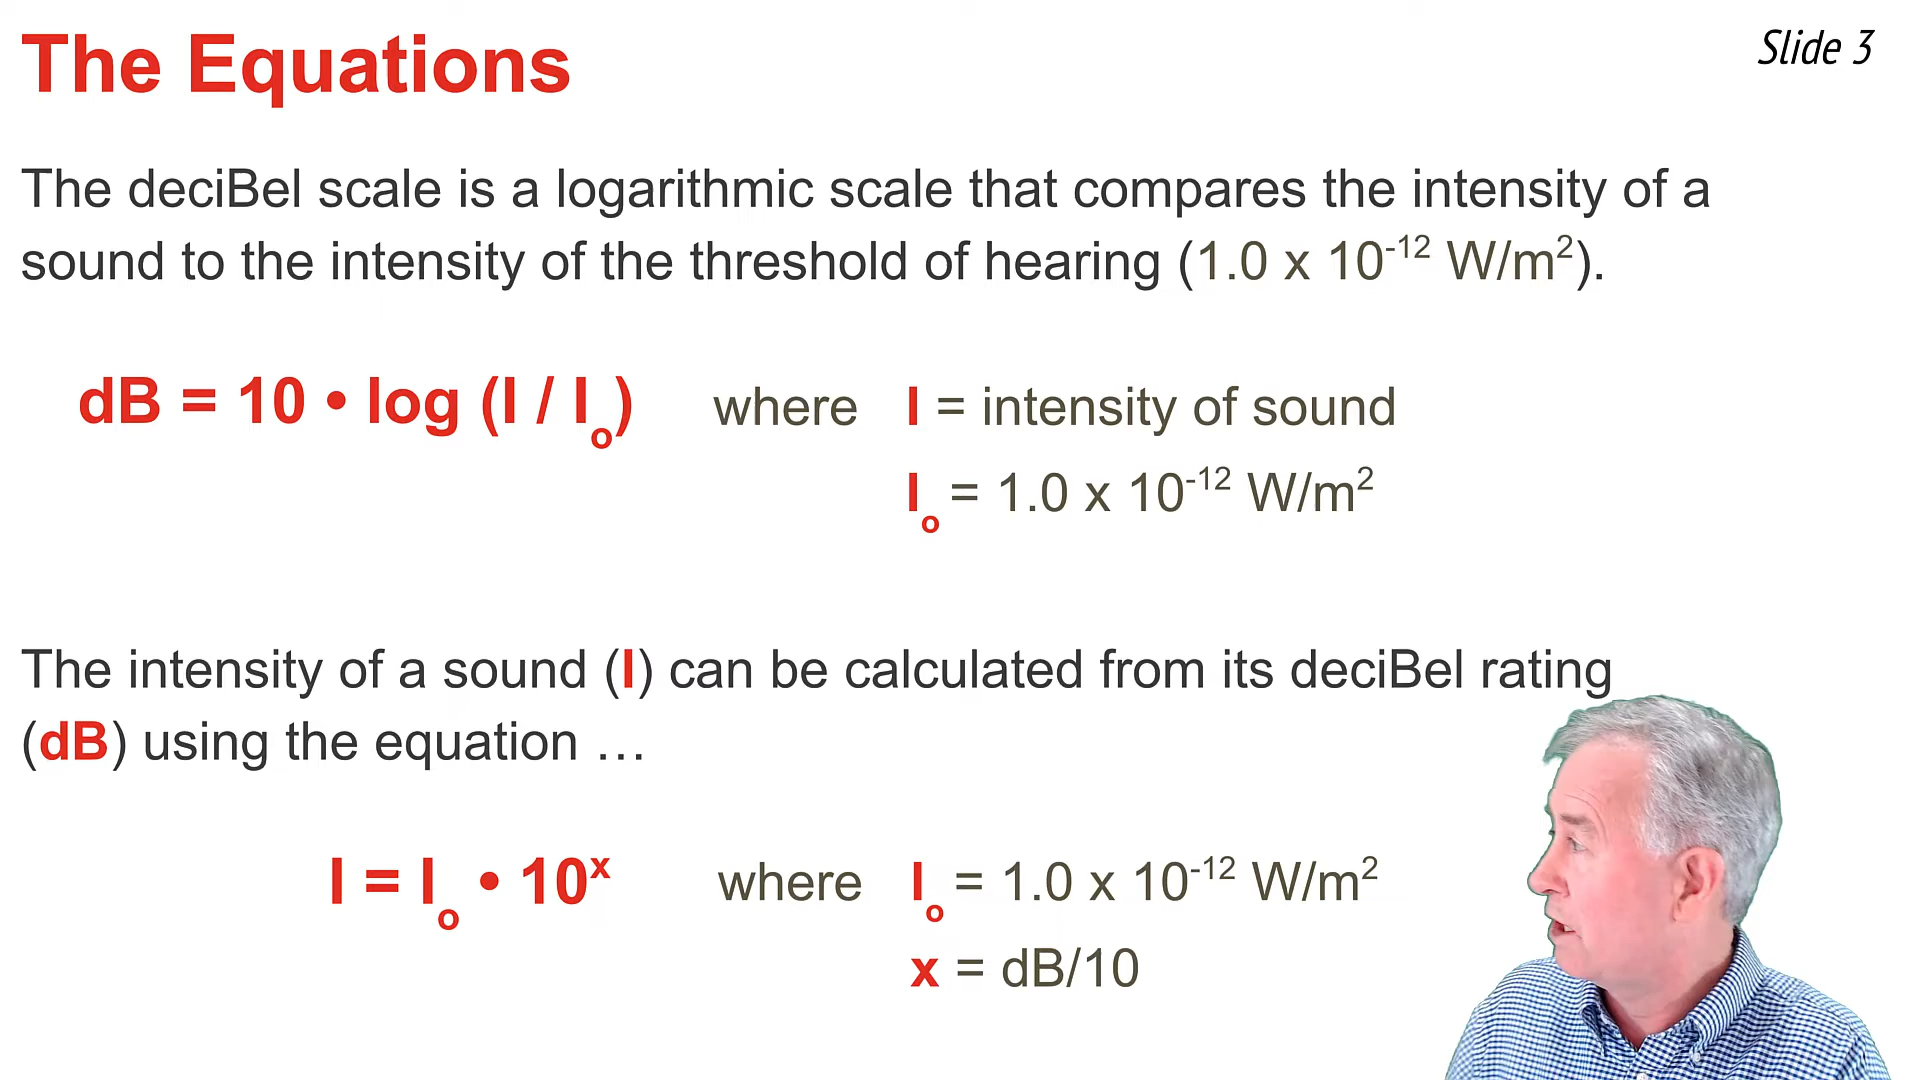 The Equations
Slide 3
The deciBel scale is a logarithmic scale that compares the intensity of a
sound to the intensity of the threshold of hearing (1.0 x 10⁻¹² W/m²).
dB = 10 • log (I / Iₒ) where I = intensity of sound
Iₒ = 1.0 x 10⁻¹² W/m²
The intensity of a sound (I) can be calculated from its deciBel rating
(dB) using the equation …
I = Iₒ • 10ˣ where Iₒ = 1.0 x 10⁻¹² W/m²
x = dB/10